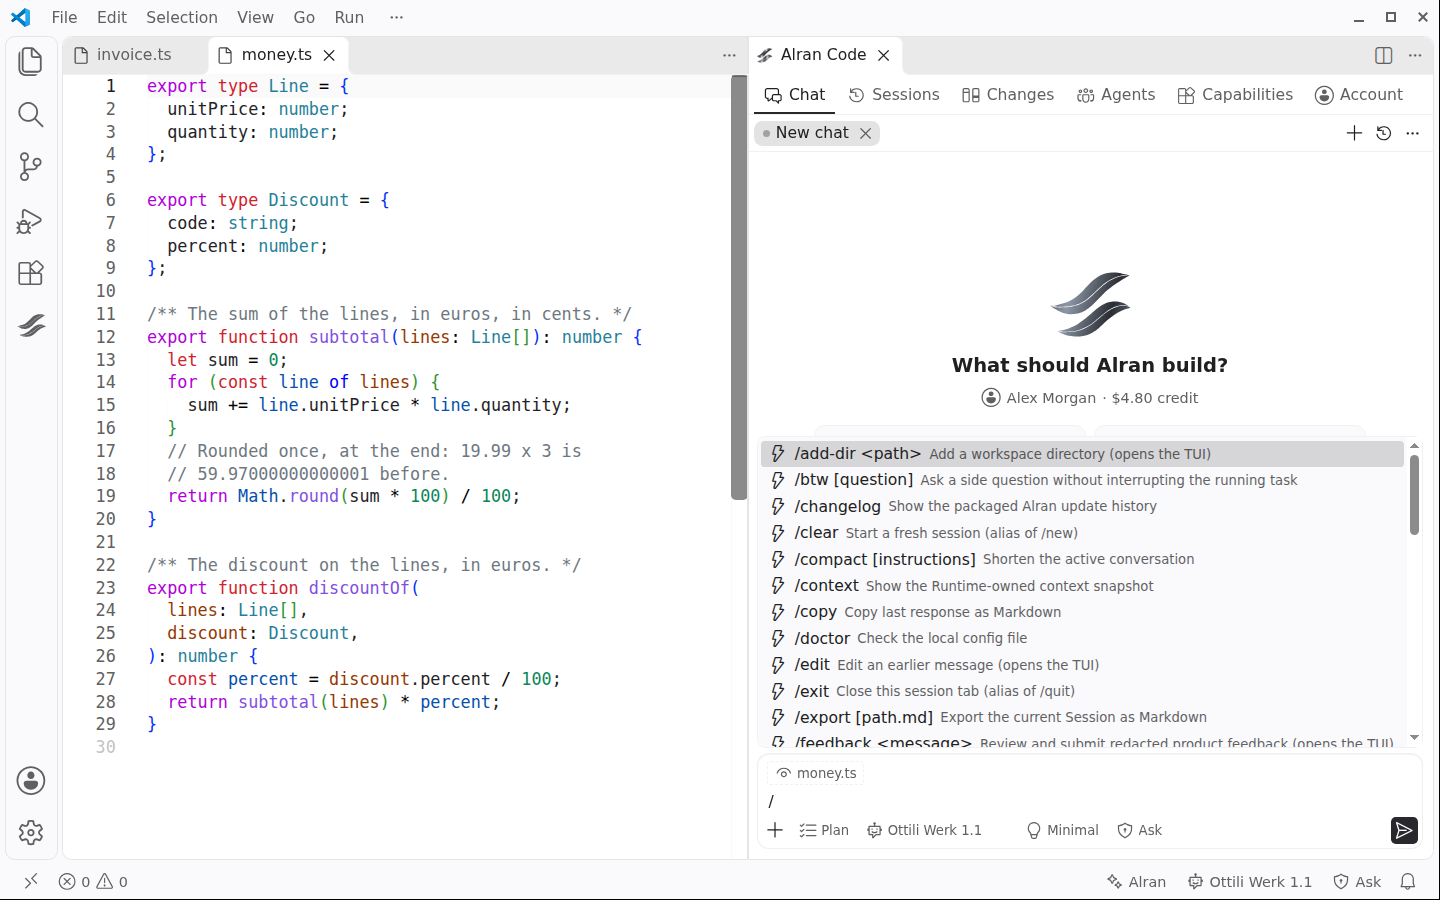 File Edit Selection View Go Run ···
invoice.ts money.ts
Alran Code
1 export type Line = {
2 unitPrice: number;
3 quantity: number;
4 };
5
6 export type Discount = {
7 code: string;
8 percent: number;
9 };
10
11 /** The sum of the lines, in euros, in cents. */
12 export function subtotal(lines: Line[]): number {
13 let sum = 0;
14 for (const line of lines) {
15 sum += line.unitPrice * line.quantity;
16 }
17 // Rounded once, at the end: 19.99 x 3 is
18 // 59.97000000000001 before.
19 return Math.round(sum * 100) / 100;
20 }
21
22 /** The discount on the lines, in euros. */
23 export function discountOf(
24 lines: Line[],
25 discount: Discount,
26 ): number {
27 const percent = discount.percent / 100;
28 return subtotal(lines) * percent;
29 }
30
Chat Sessions Changes Agents Capabilities Account
New chat
What should Alran build?
Alex Morgan · $4.80 credit
/add-dir <path> Add a workspace directory (opens the TUI)
/btw [question] Ask a side question without interrupting the running task
/changelog Show the packaged Alran update history
/clear Start a fresh session (alias of /new)
/compact [instructions] Shorten the active conversation
/context Show the Runtime-owned context snapshot
/copy Copy last response as Markdown
/doctor Check the local config file
/edit Edit an earlier message (opens the TUI)
/exit Close this session tab (alias of /quit)
/export [path.md] Export the current Session as Markdown
/feedback <message> Review and submit redacted product feedback (opens the TUI)
money.ts
/
Plan Ottili Werk 1.1 Minimal Ask
0 0 Alran Ottili Werk 1.1 Ask